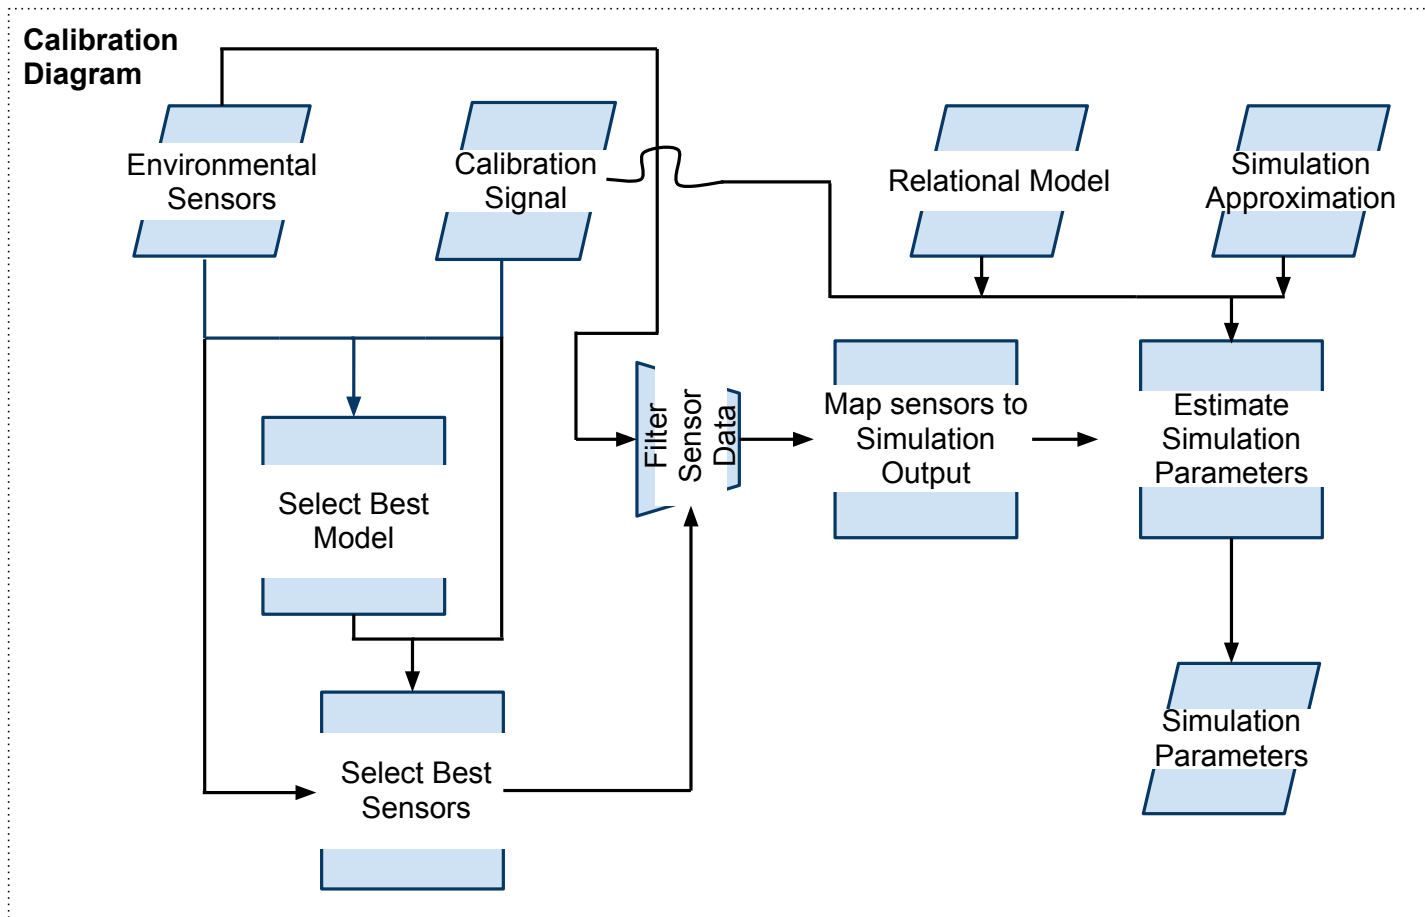 Calibration
Diagram
Environmental
Sensors
Calibration
Signal
Relational Model
Simulation
Approximation
Filter
Sensor
Data
Map sensors to
Simulation
Output
Estimate
Simulation
Parameters
Select Best
Model
Select Best
Sensors
Simulation
Parameters